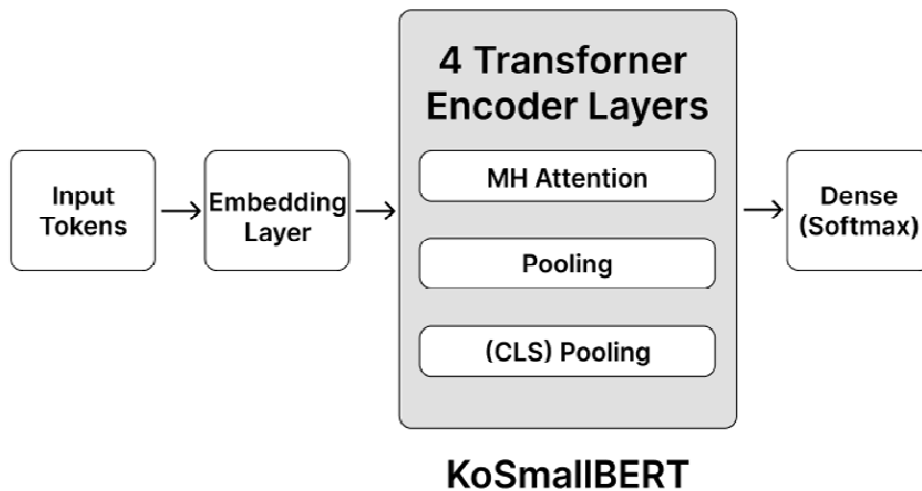 4 Transforner
Encoder Layers
Input
Tokens
Embedding
Layer
MH Attention
Pooling
(CLS) Pooling
Dense
(Softmax)
KoSmallBERT